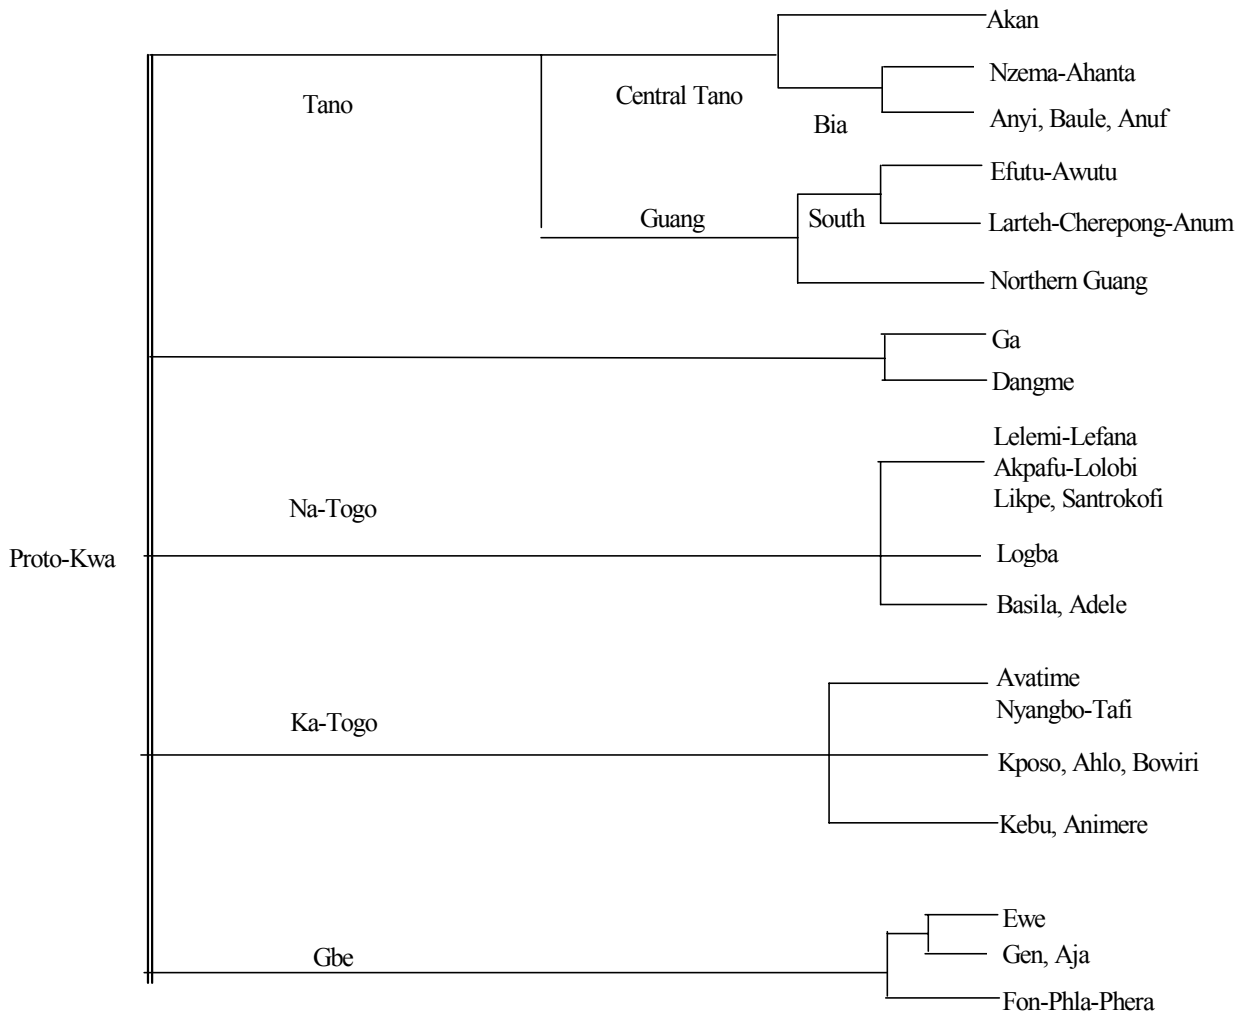 Akan
Nzema-Ahanta
Central Tano
Tano
Bia
Anyi, Baule, Anuf
Efutu-Awutu
Guang
South
Larteh-Cherepong-Anum
Northern Guang
Ga
Dangme
Lelemi-Lefana
Akpafu-Lolobi
Likpe, Santrokofi
Na-Togo
Proto-Kwa
Logba
Basila, Adele
Avatime
Nyangbo-Tafi
Ka-Togo
Kposo, Ahlo, Bowiri
Kebu, Animere
Ewe
Gbe
Gen, Aja
Fon-Phla-Phera